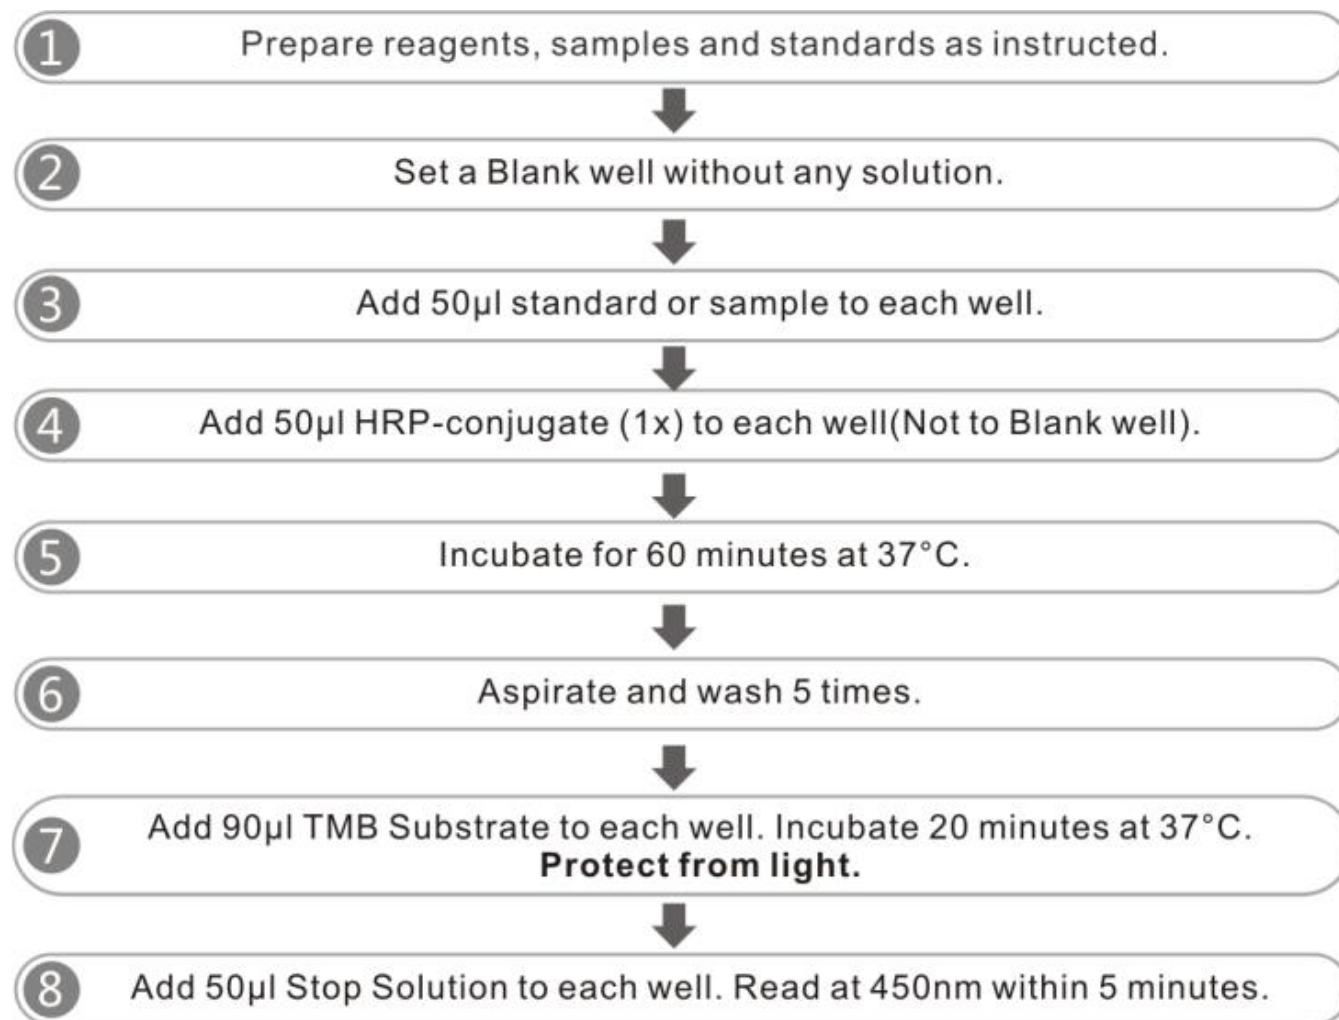 1 Prepare reagents, samples and standards as instructed.
2 Set a Blank well without any solution.
3 Add 50µl standard or sample to each well.
4 Add 50µl HRP-conjugate (1x) to each well(Not to Blank well).
5 Incubate for 60 minutes at 37°C.
6 Aspirate and wash 5 times.
7 Add 90µl TMB Substrate to each well. Incubate 20 minutes at 37°C.
Protect from light.
8 Add 50µl Stop Solution to each well. Read at 450nm within 5 minutes.